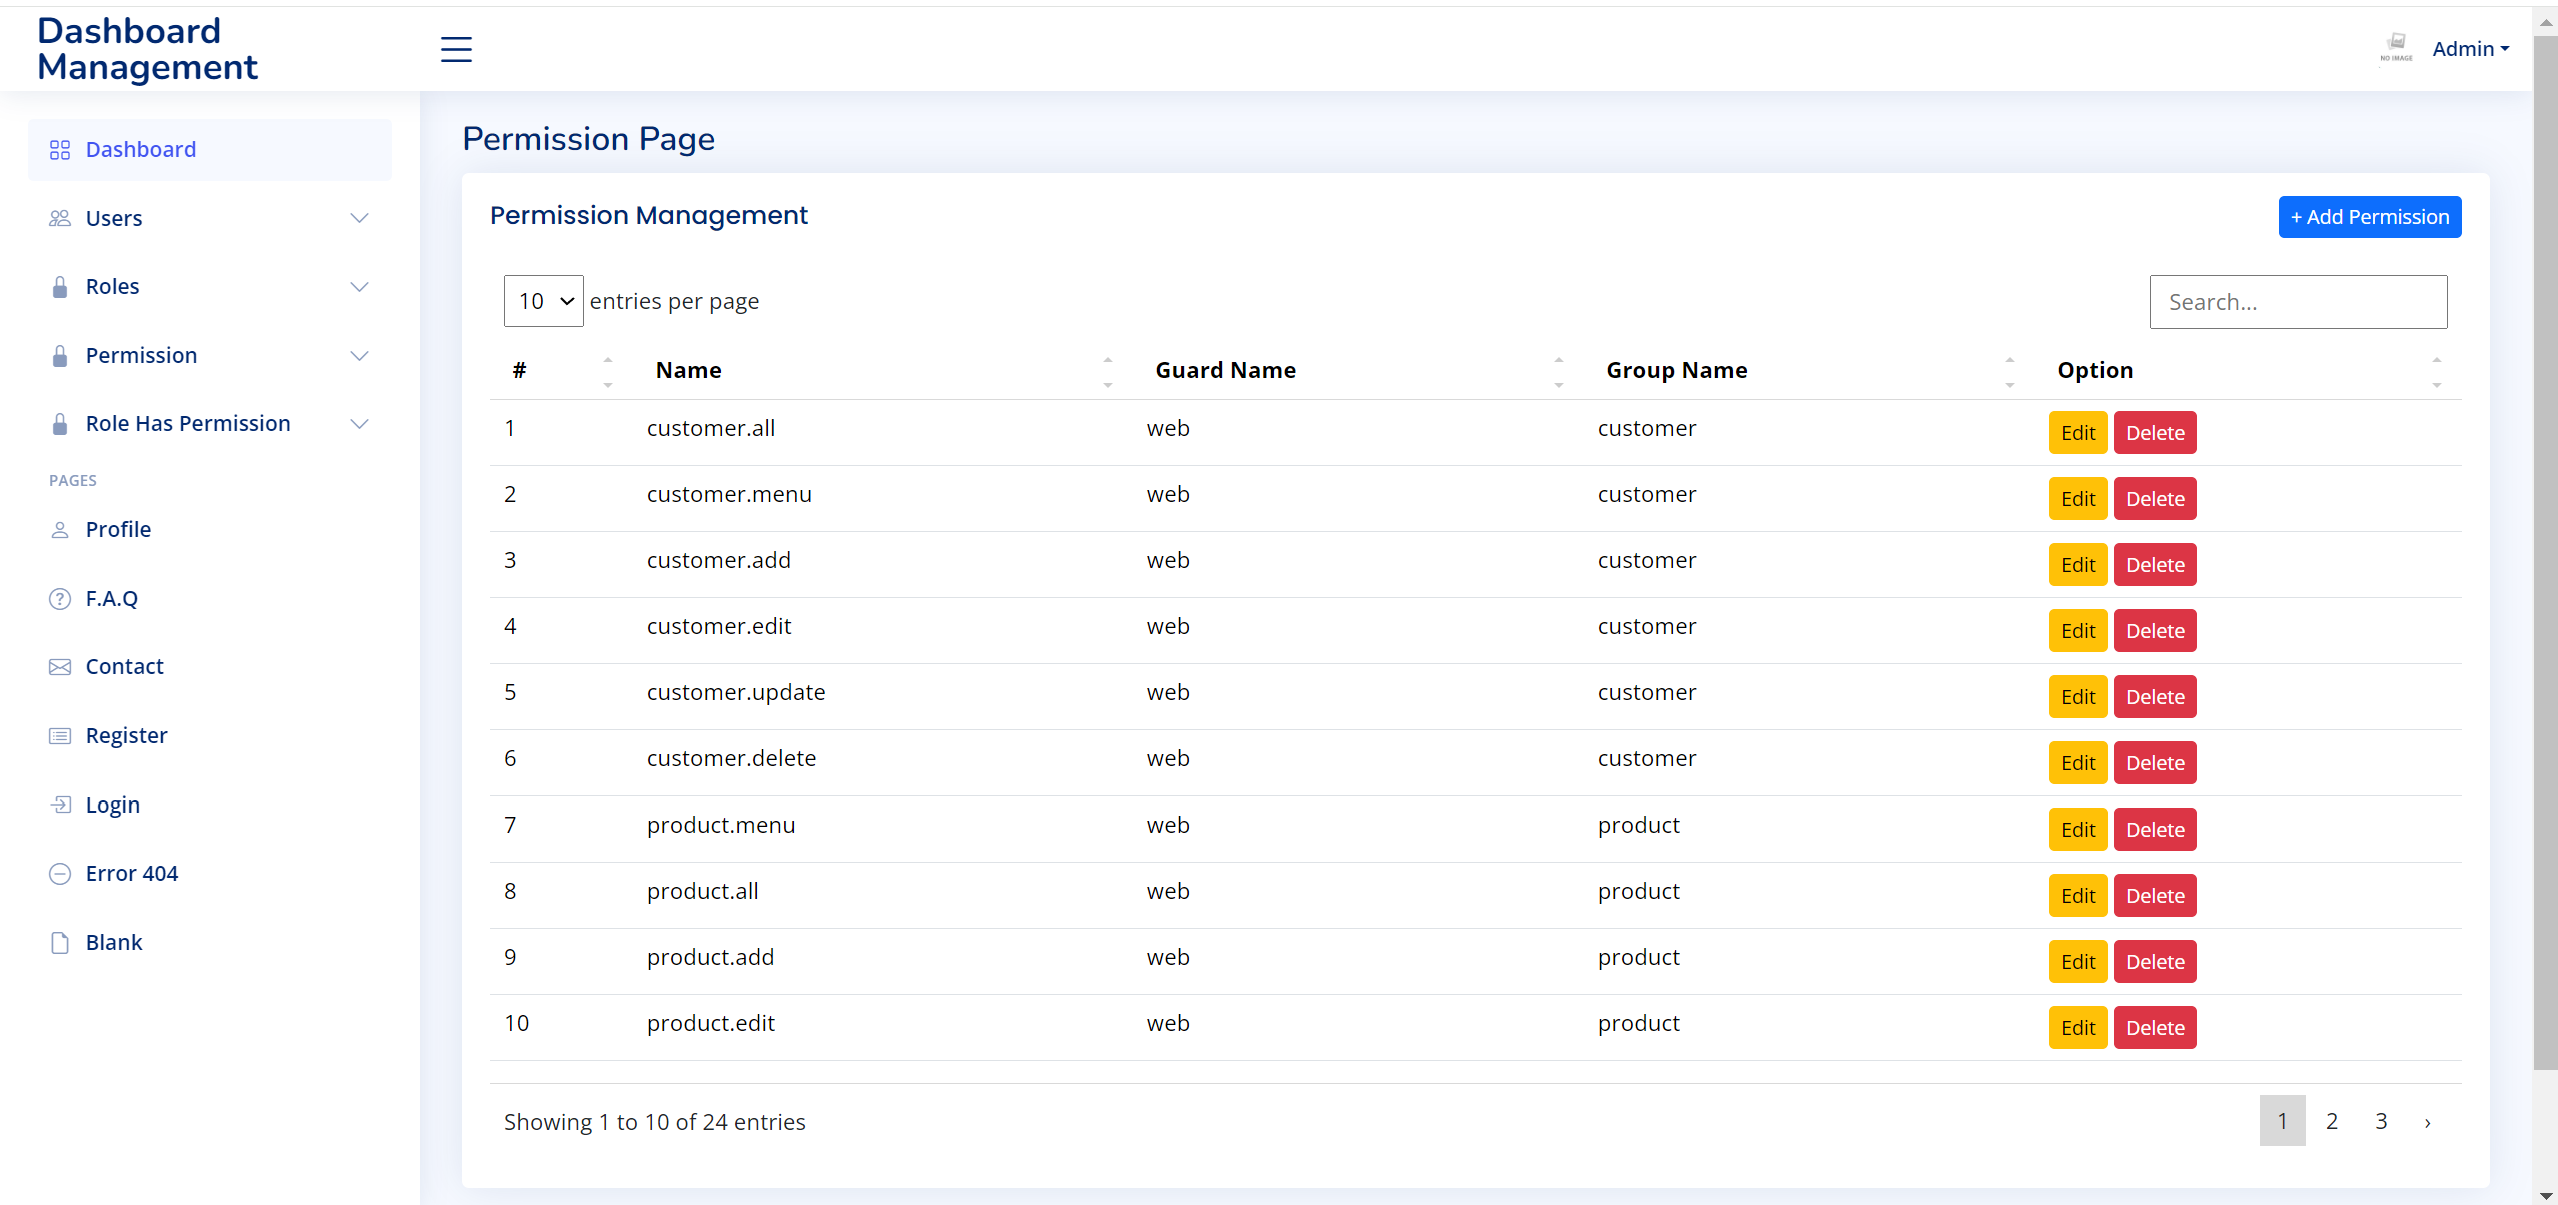 Dashboard
Management
NO IMAGE
Admin
Dashboard
Users
Roles
Permission
Role Has Permission
PAGES
Profile
F.A.Q
Contact
Register
Login
Error 404
Blank
Permission Page
Permission Management
+ Add Permission
10 entries per page
Search...
# Name Guard Name Group Name Option
1 customer.all web customer Edit Delete
2 customer.menu web customer Edit Delete
3 customer.add web customer Edit Delete
4 customer.edit web customer Edit Delete
5 customer.update web customer Edit Delete
6 customer.delete web customer Edit Delete
7 product.menu web product Edit Delete
8 product.all web product Edit Delete
9 product.add web product Edit Delete
10 product.edit web product Edit Delete
Showing 1 to 10 of 24 entries
1 2 3 ›